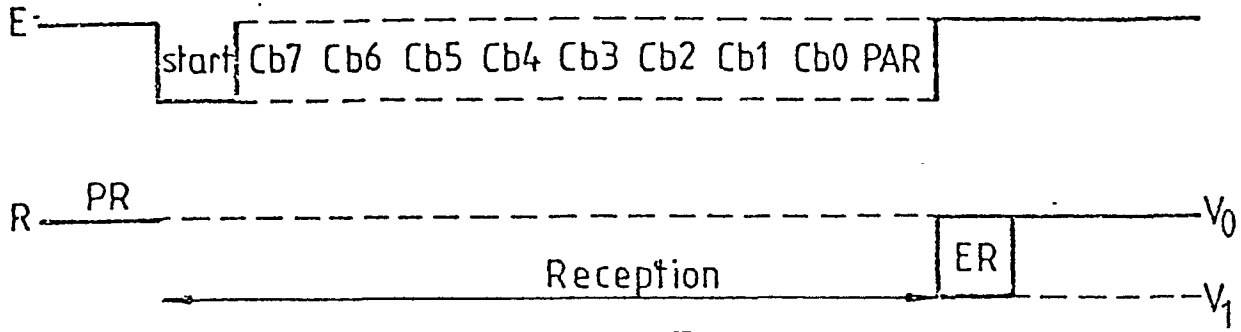 E start Cb7 Cb6 Cb5 Cb4 Cb3 Cb2 Cb1 Cb0 PAR
PR
R V0
ER
Reception
V1